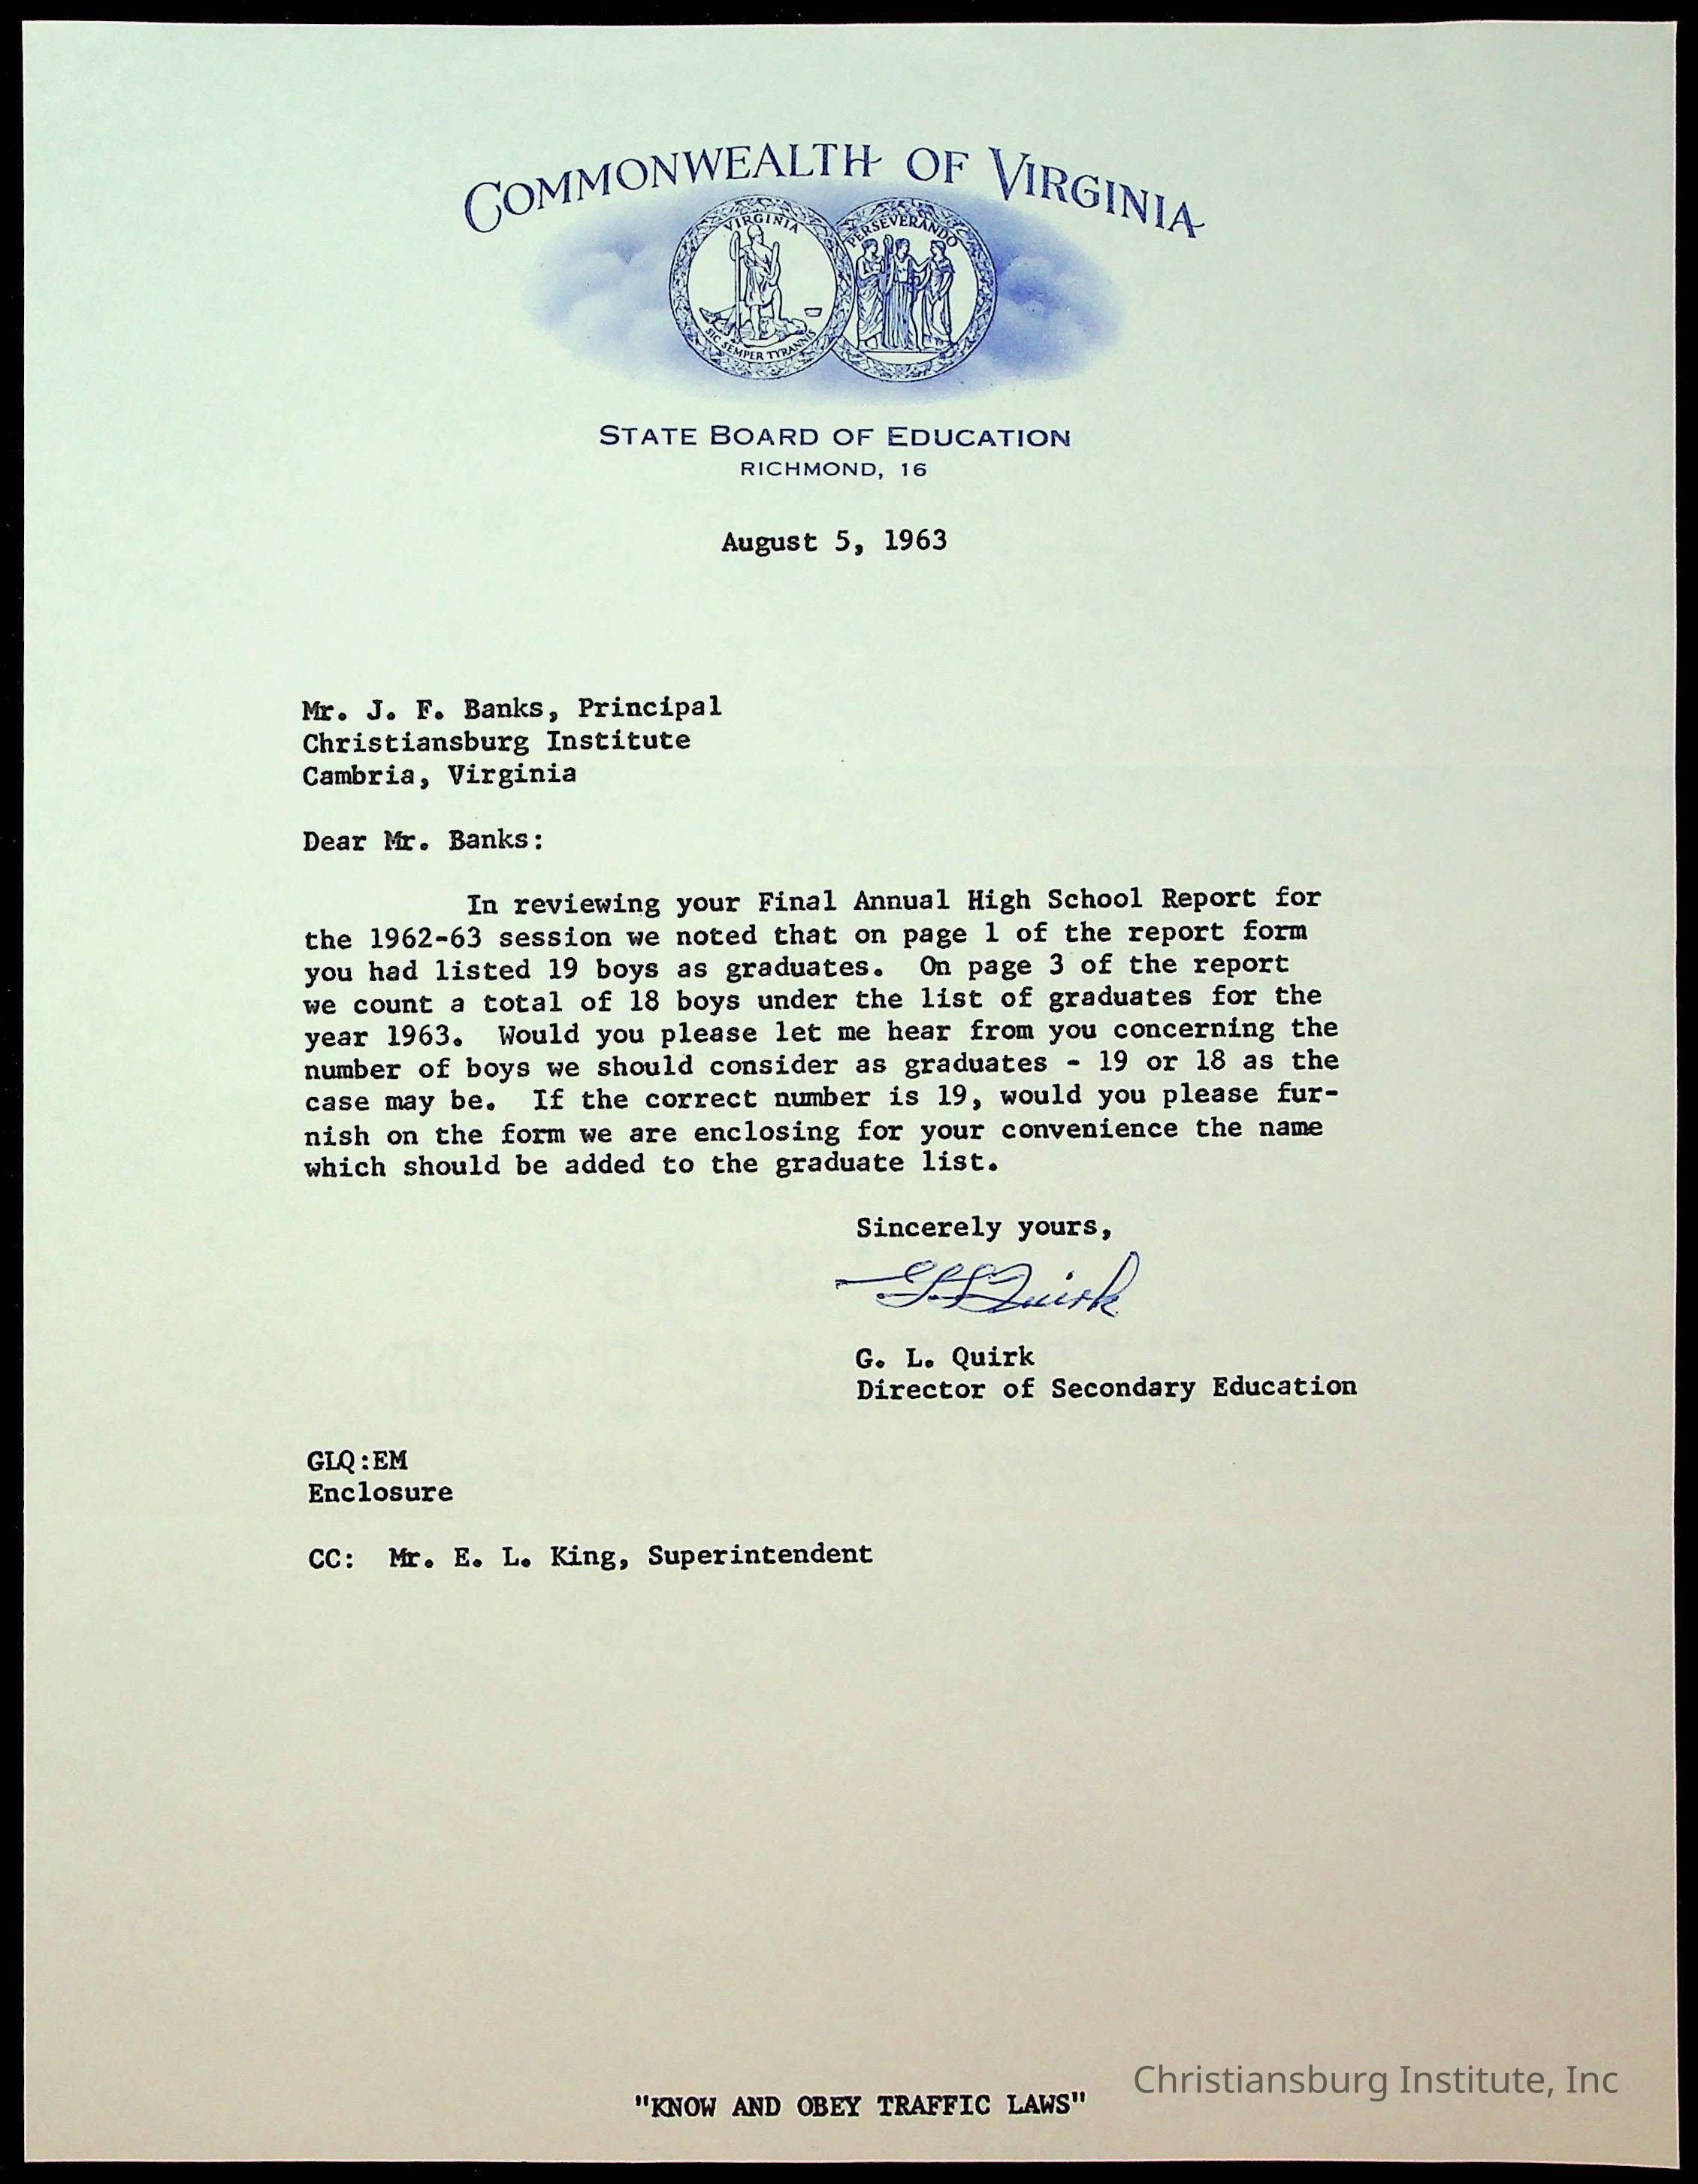 COMMONWEALTH OF VIRGINIA
VIRGINIA
SIC SEMPER TYRANNIS
PERSEVERANDO
STATE BOARD OF EDUCATION
RICHMOND, 16
August 5, 1963
Mr. J. F. Banks, Principal
Christiansburg Institute
Cambria, Virginia
Dear Mr. Banks:
In reviewing your Final Annual High School Report for
the 1962-63 session we noted that on page 1 of the report form
you had listed 19 boys as graduates. On page 3 of the report
we count a total of 18 boys under the list of graduates for the
year 1963. Would you please let me hear from you concerning the
number of boys we should consider as graduates - 19 or 18 as the
case may be. If the correct number is 19, would you please fur-
nish on the form we are enclosing for your convenience the name
which should be added to the graduate list.
Sincerely yours,
G L Quirk
G. L. Quirk
Director of Secondary Education
GLQ:EM
Enclosure
CC: Mr. E. L. King, Superintendent
Christiansburg Institute, Inc
"KNOW AND OBEY TRAFFIC LAWS"